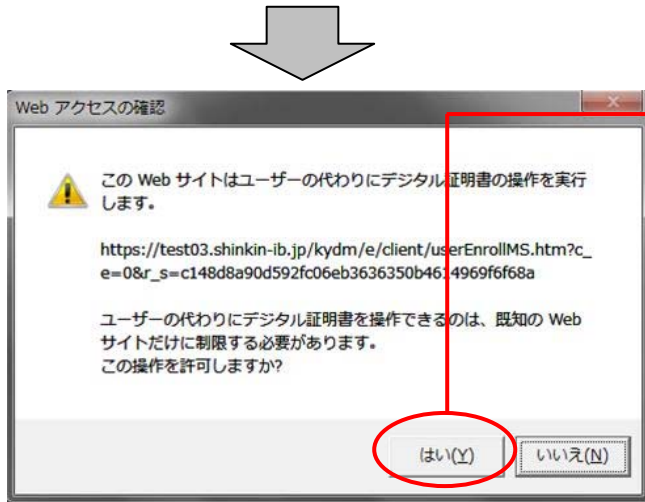 Web アクセスの確認
この Web サイトはユーザーの代わりにデジタル証明書の操作を実行
します。
https://test03.shinkin-ib.jp/kydm/e/client/userEnrollMS.htm?c_
e=0&r_s=c148d8a90d592fc06eb3636350b4614969f6f68a
ユーザーの代わりにデジタル証明書を操作できるのは、既知の Web
サイトだけに制限する必要があります。
この操作を許可しますか?
はい(Y) いいえ(N)